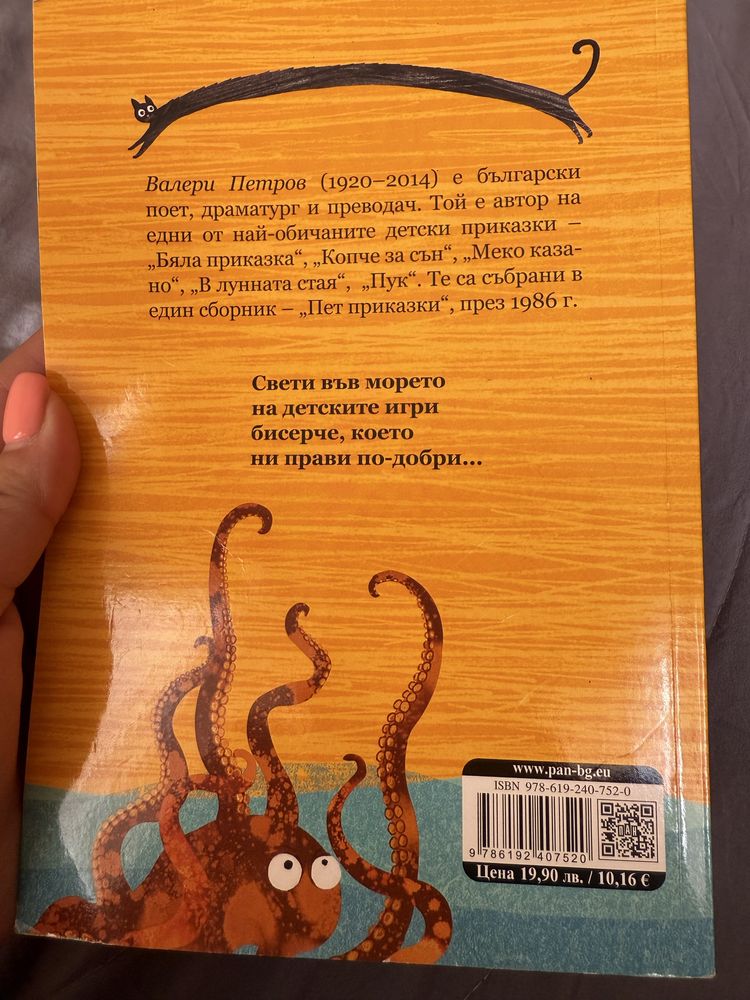 Валери Петров (1920–2014) е български
поет, драматург и преводач. Той е автор на
едни от най-обичаните детски приказки –
„Бяла приказка“, „Копче за сън“, „Меко каза-
но“, „В лунната стая“, „Пук“. Те са събрани в
един сборник – „Пет приказки“, през 1986 г.
Свети във морето
на детските игри
бисерче, което
ни прави по-добри...
www.pan-bg.eu
ISBN 978-619-240-752-0
ПАН
9 786192 407520
Цена 19,90 лв. / 10,16 €